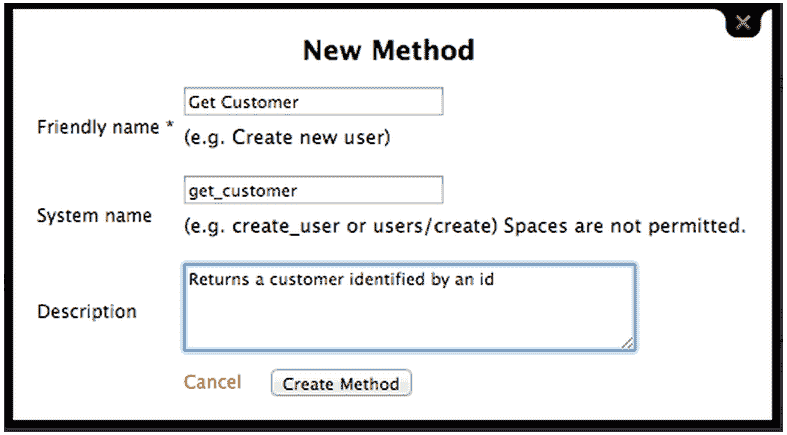 New Method
Get Customer
Friendly name *
(e.g. Create new user)
get_customer
System name
(e.g. create_user or users/create) Spaces are not permitted.
Returns a customer identified by an id
Description
Cancel
Create Method